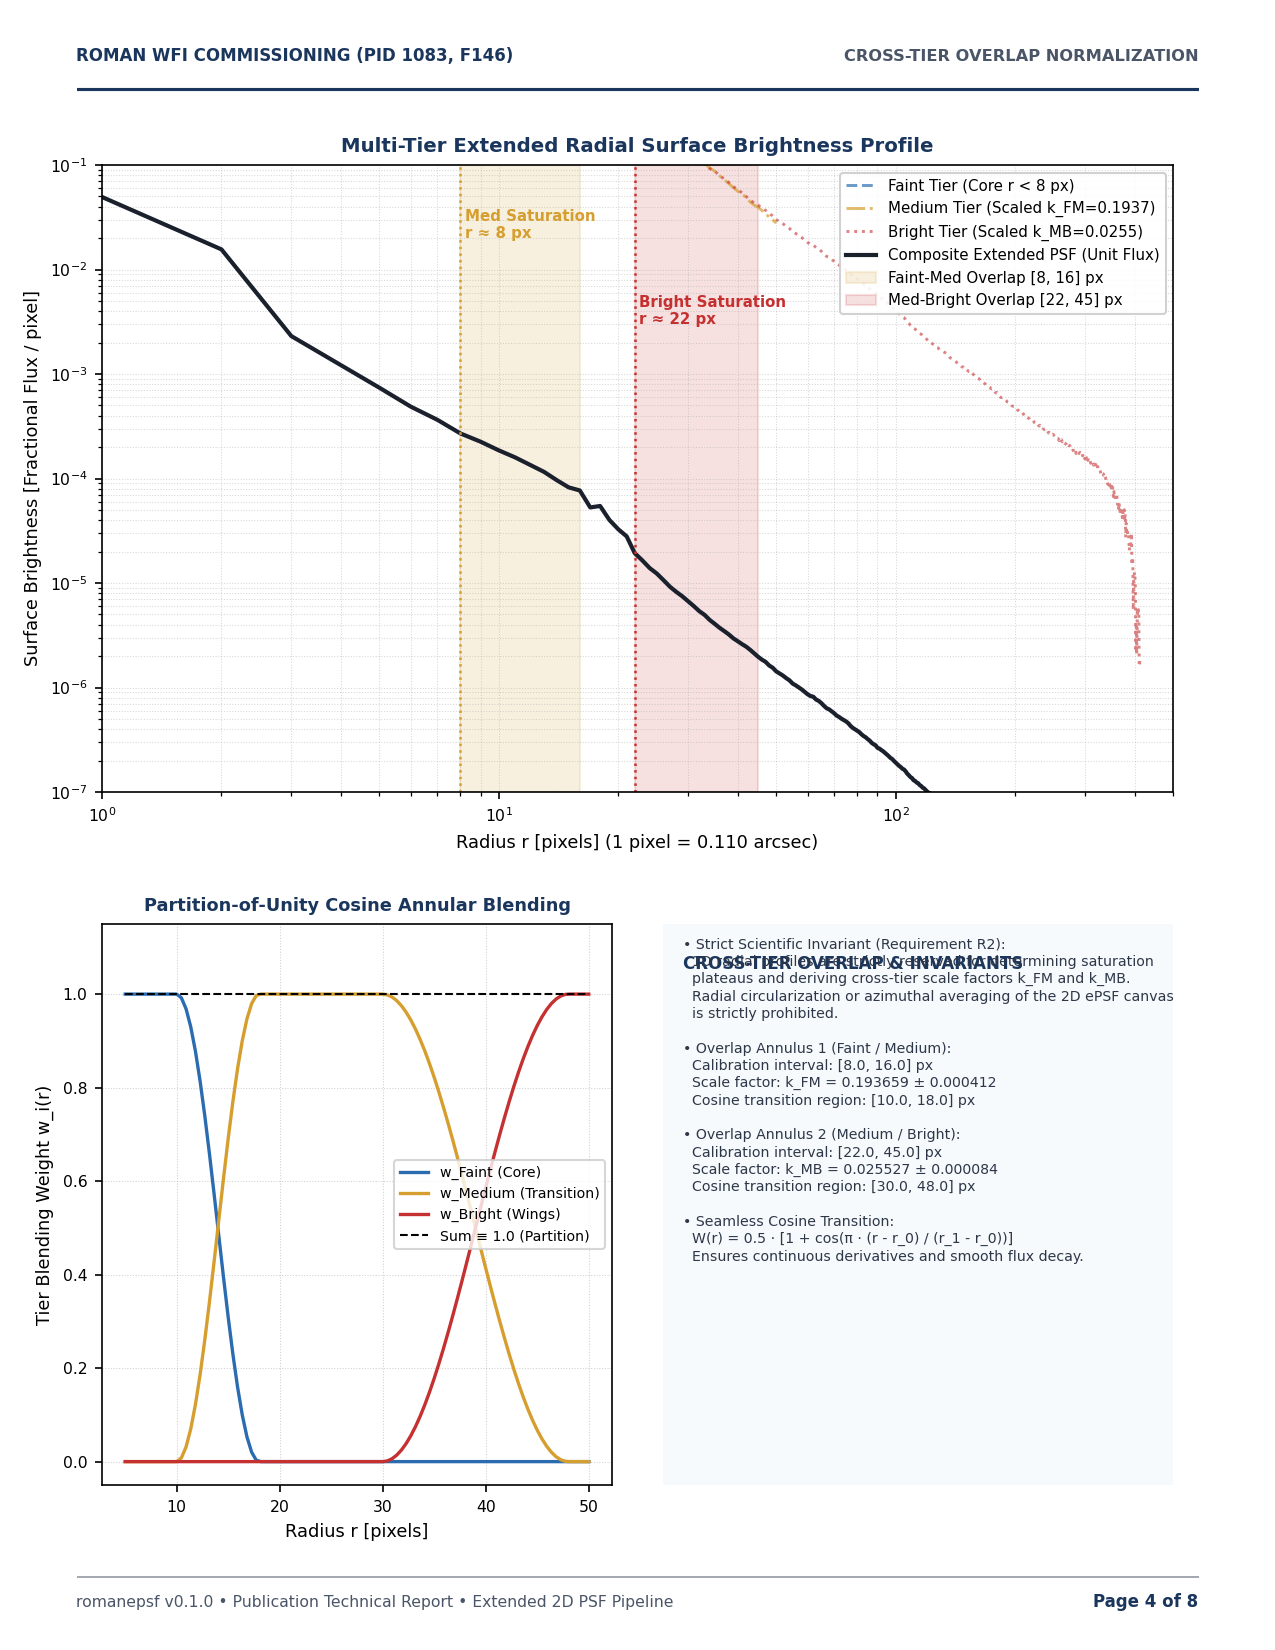 ROMAN WFI COMMISSIONING (PID 1083, F146)
CROSS-TIER OVERLAP NORMALIZATION
Multi-Tier Extended Radial Surface Brightness Profile
Surface Brightness [Fractional Flux / pixel]
10⁻¹
10⁻²
10⁻³
10⁻⁴
10⁻⁵
10⁻⁶
10⁻⁷
Med Saturation
r ≈ 8 px
Bright Saturation
r ≈ 22 px
Faint Tier (Core r < 8 px)
Medium Tier (Scaled k_FM=0.1937)
Bright Tier (Scaled k_MB=0.0255)
Composite Extended PSF (Unit Flux)
Faint-Med Overlap [8, 16] px
Med-Bright Overlap [22, 45] px
10⁰ 10¹ 10²
Radius r [pixels] (1 pixel = 0.110 arcsec)
Partition-of-Unity Cosine Annular Blending
Tier Blending Weight w_i(r)
1.0
0.8
0.6
0.4
0.2
0.0
w_Faint (Core)
w_Medium (Transition)
w_Bright (Wings)
Sum ≡ 1.0 (Partition)
10 20 30 40 50
Radius r [pixels]
• Strict Scientific Invariant (Requirement R2):
CROSS-TIER OVERLAP & INVARIANTS
1D radial profiles are strictly reserved for determining saturation
plateaus and deriving cross-tier scale factors k_FM and k_MB.
Radial circularization or azimuthal averaging of the 2D ePSF canvas
is strictly prohibited.
• Overlap Annulus 1 (Faint / Medium):
Calibration interval: [8.0, 16.0] px
Scale factor: k_FM = 0.193659 ± 0.000412
Cosine transition region: [10.0, 18.0] px
• Overlap Annulus 2 (Medium / Bright):
Calibration interval: [22.0, 45.0] px
Scale factor: k_MB = 0.025527 ± 0.000084
Cosine transition region: [30.0, 48.0] px
• Seamless Cosine Transition:
W(r) = 0.5 · [1 + cos(π · (r - r_0) / (r_1 - r_0))]
Ensures continuous derivatives and smooth flux decay.
romanepsf v0.1.0 • Publication Technical Report • Extended 2D PSF Pipeline
Page 4 of 8